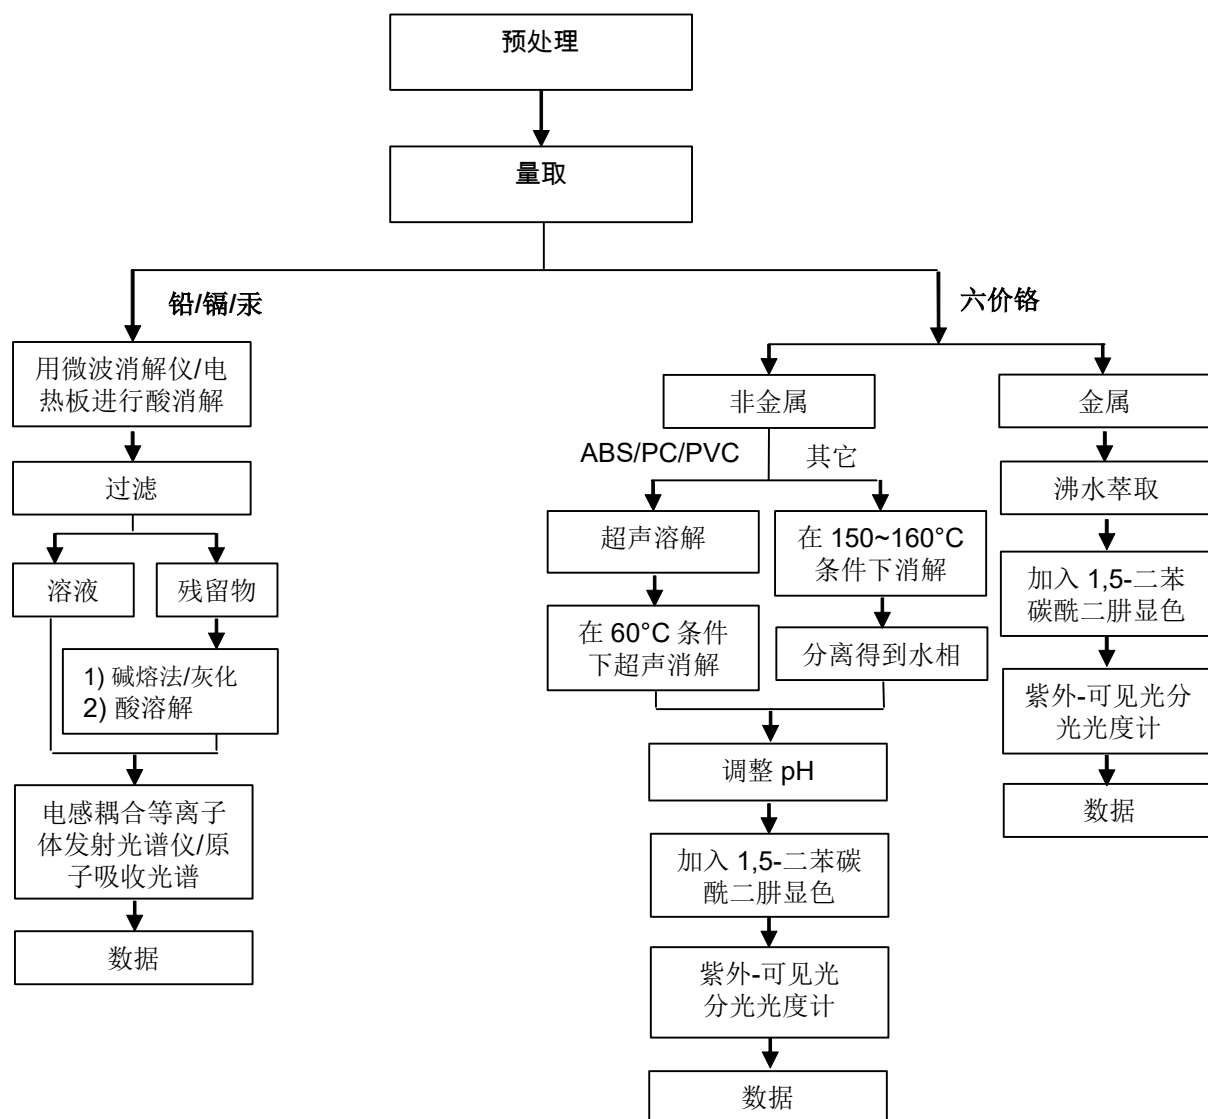 预处理
量取
铅/镉/汞
六价铬
用微波消解仪/电
热板进行酸消解
过滤
溶液
残留物
1) 碱熔法/灰化
2) 酸溶解
电感耦合等离子
体发射光谱仪/原
子吸收光谱
数据
非金属
ABS/PC/PVC
其它
超声溶解
在 60°C 条件
下超声消解
在 150~160°C
条件下消解
分离得到水相
调整 pH
加入 1,5-二苯碳
酰二肼显色
紫外-可见光
分光光度计
数据
金属
沸水萃取
加入 1,5-二苯
碳酰二肼显色
紫外-可见光分
光光度计
数据